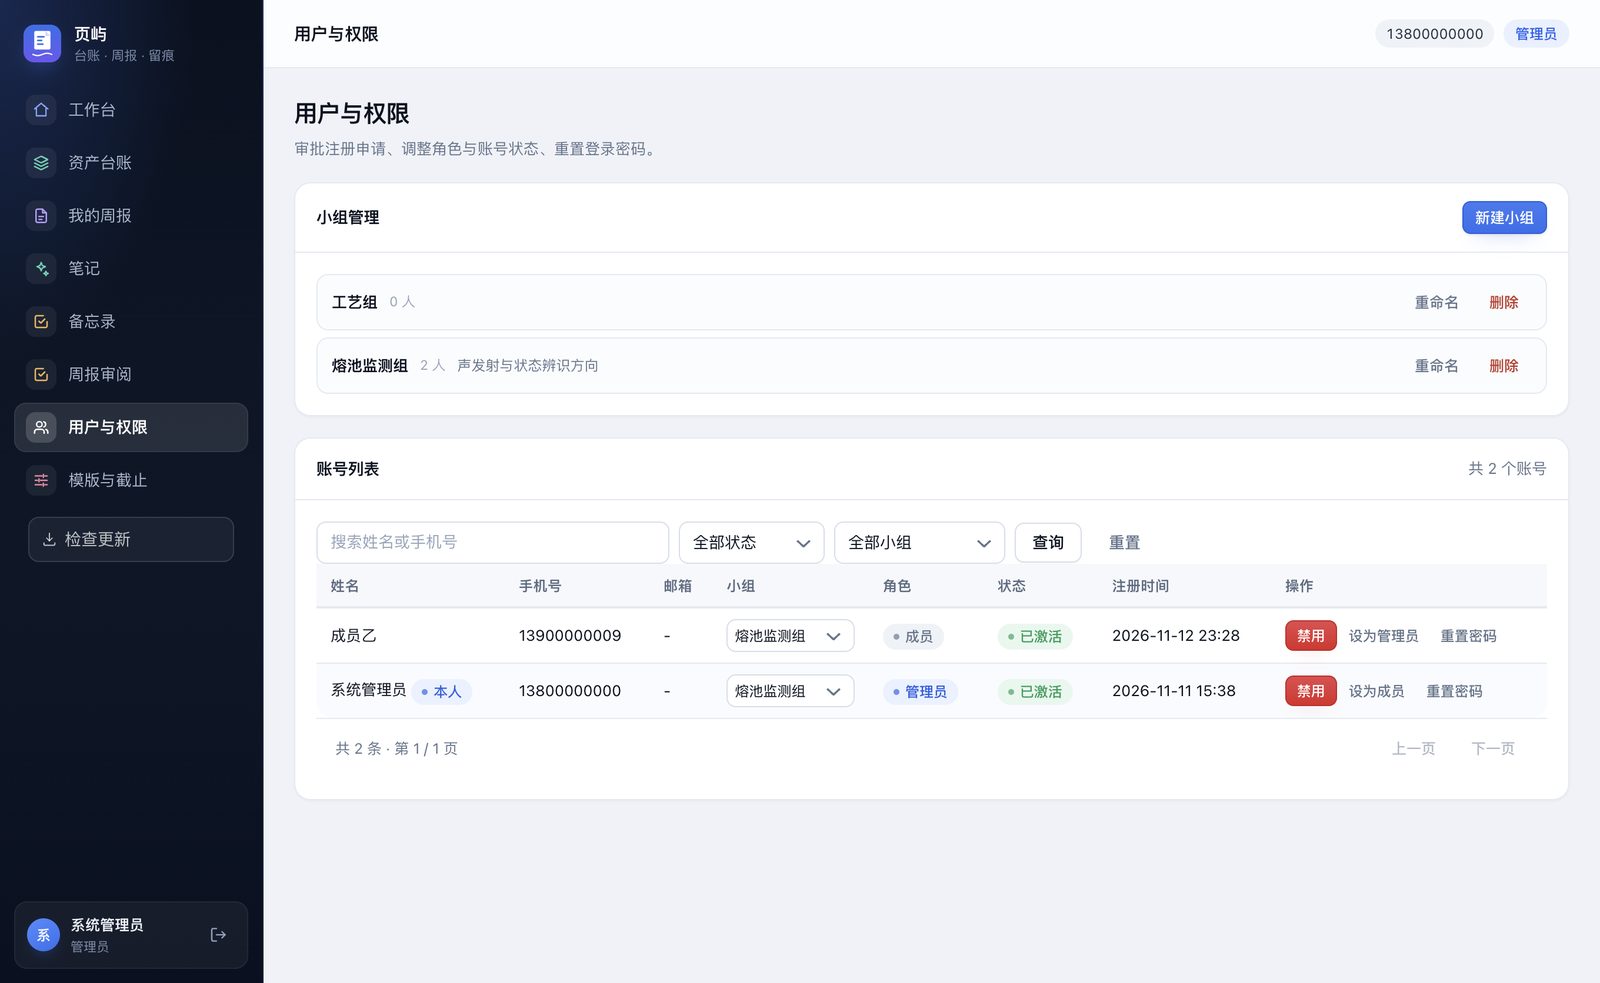 页屿
台账 · 周报 · 留痕
工作台
资产台账
我的周报
笔记
备忘录
周报审阅
用户与权限
模版与截止
检查更新
系
系统管理员
管理员
用户与权限
13800000000
管理员
用户与权限
审批注册申请、调整角色与账号状态、重置登录密码。
小组管理
新建小组
工艺组 0 人
重命名 删除
熔池监测组 2 人 声发射与状态辨识方向
重命名 删除
账号列表
共 2 个账号
搜索姓名或手机号 全部状态 全部小组 查询 重置
姓名 手机号 邮箱 小组 角色 状态 注册时间 操作
成员乙 13900000009 - 熔池监测组 成员 已激活 2026-11-12 23:28 禁用 设为管理员 重置密码
系统管理员 本人 13800000000 - 熔池监测组 管理员 已激活 2026-11-11 15:38 禁用 设为成员 重置密码
共 2 条 · 第 1 / 1 页
上一页 下一页